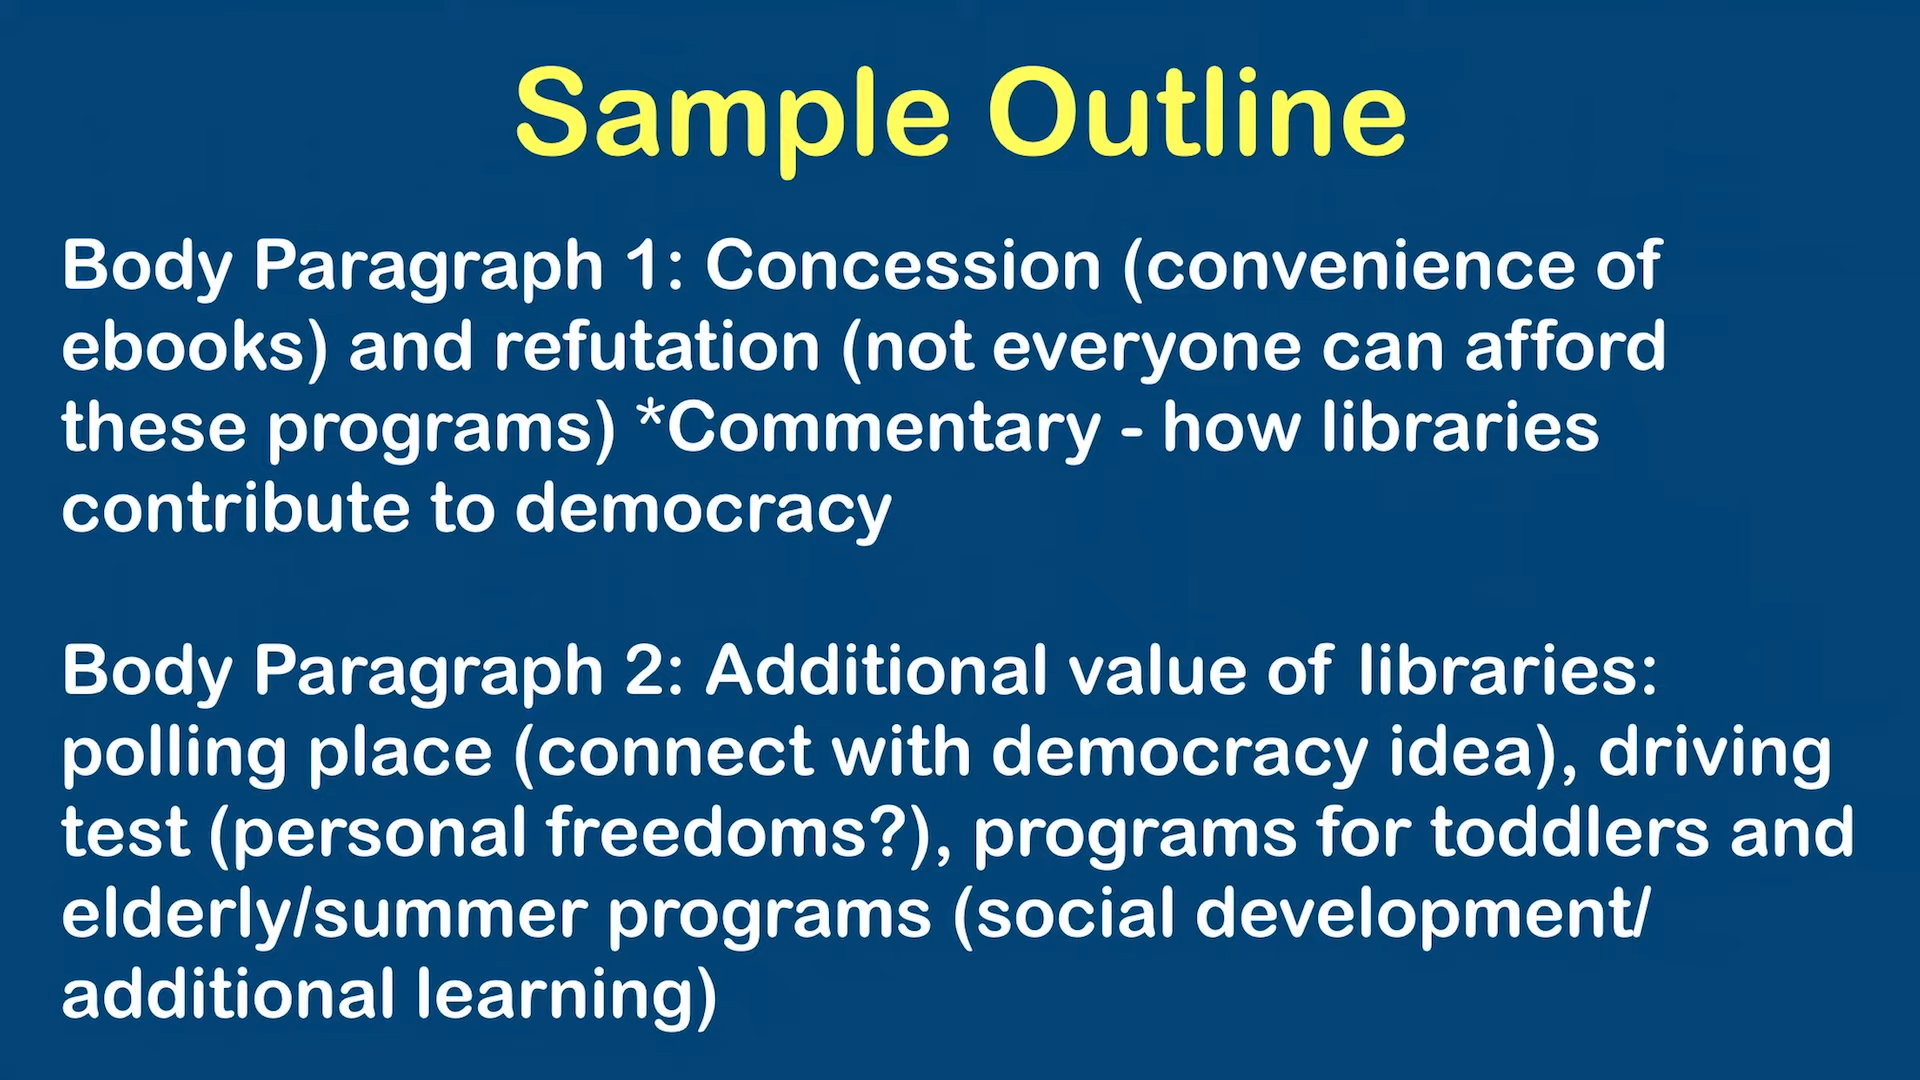 Sample Outline
Body Paragraph 1: Concession (convenience of
ebooks) and refutation (not everyone can afford
these programs) *Commentary - how libraries
contribute to democracy
Body Paragraph 2: Additional value of libraries:
polling place (connect with democracy idea), driving
test (personal freedoms?), programs for toddlers and
elderly/summer programs (social development/
additional learning)